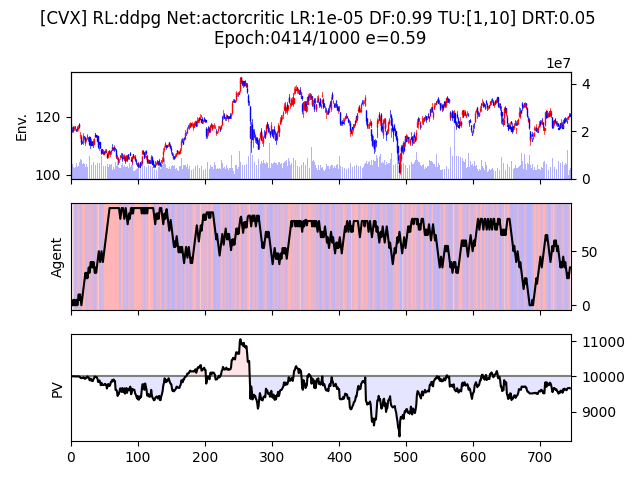 [CVX] RL:ddpg Net:actorcritic LR:1e-05 DF:0.99 TU:[1,10] DRT:0.05
Epoch:0414/1000 e=0.59
1e7
Env.
120
100
4
2
0
Agent
50
0
PV
11000
10000
9000
0 100 200 300 400 500 600 700